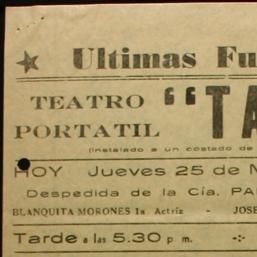 Ultimas Fu
TEATRO
PORTATIL
"TA
(Instalado a un costado de
HOY Jueves 25 de N
Despedida de la Cía. PA
BLANQUITA MORONES 1a Actriz - JOSE
Tarde a las 5.30 p m. -:-